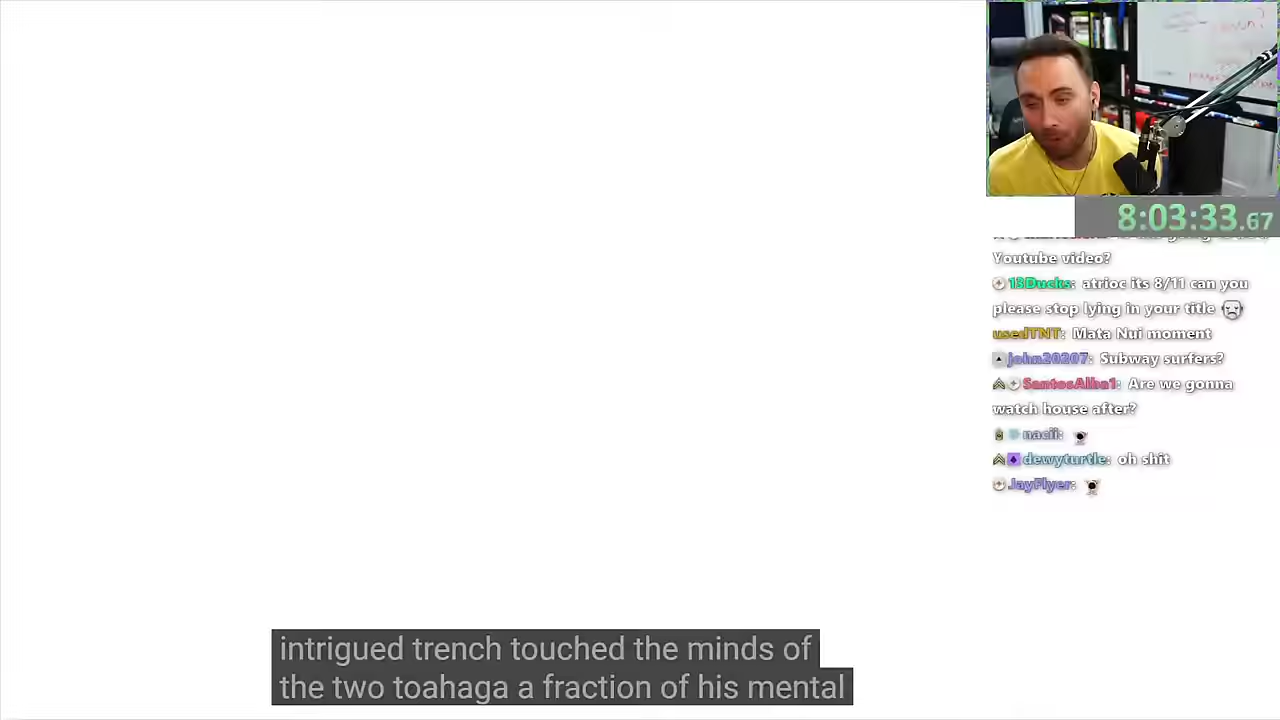 8:03:33.67
Youtube video?
13Ducks: atrioc its 8/11 can you
please stop lying in your title
usedTNT: Mata Nui moment
john20207: Subway surfers?
SantosAlba1: Are we gonna
watch house after?
nacii:
dewyturtle: oh shit
JayFlyer:
intrigued trench touched the minds of
the two toahaga a fraction of his mental